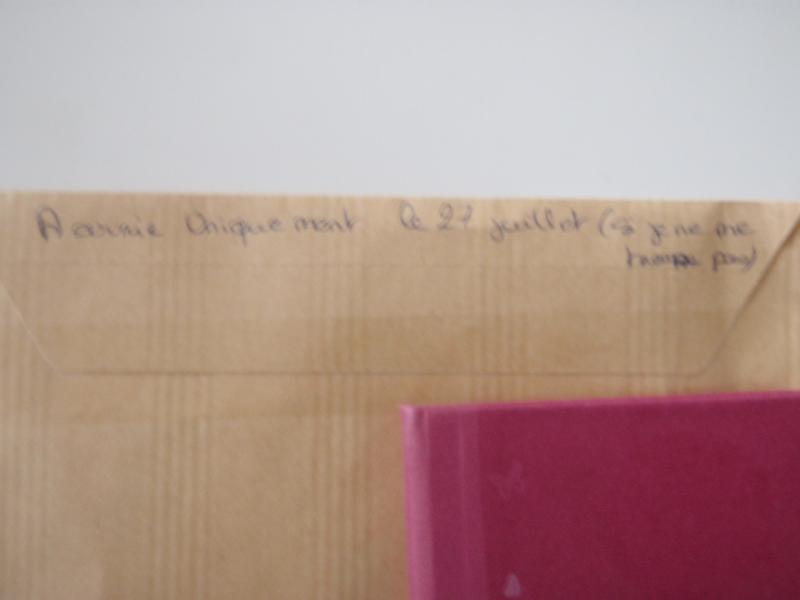 A ouvrir Uniquement le 27 juillet (si je ne me
trompe pas)